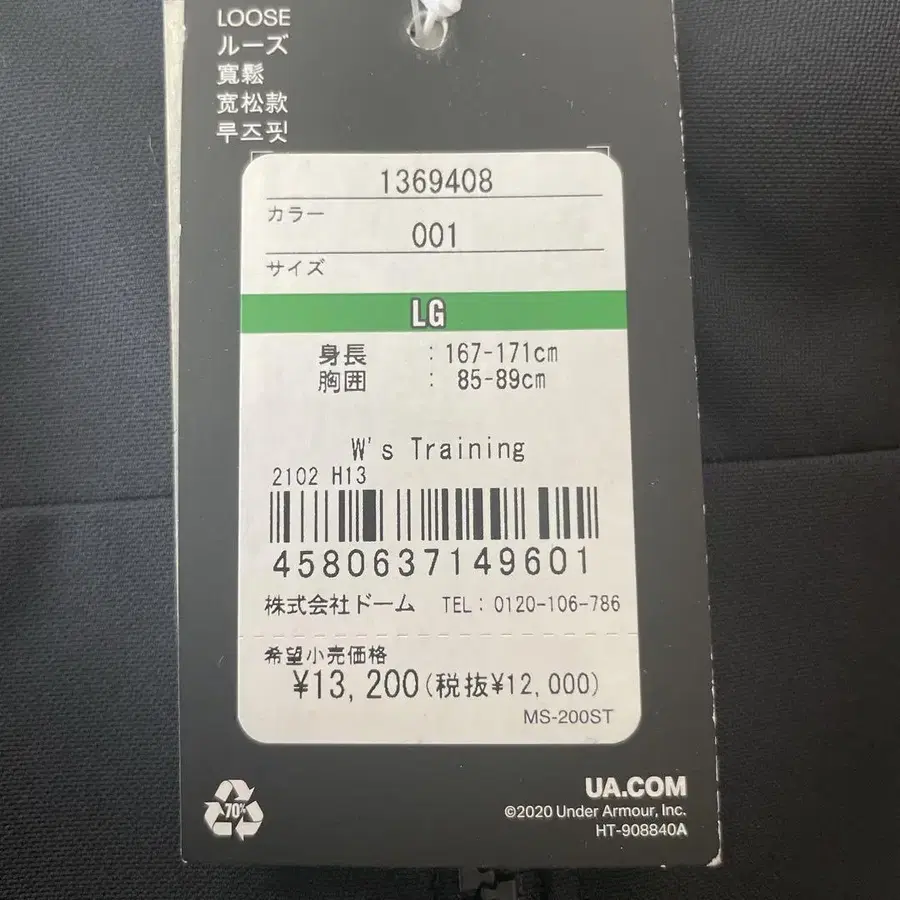 LOOSE
ルーズ
寬鬆
宽松款
루즈핏
1369408
カラー
001
サイズ
LG
身長 : 167-171cm
胸囲 : 85-89cm
W's Training
2102 H13
4580637149601
株式会社ドーム TEL: 0120-106-786
希望小売価格
¥13,200(税抜¥12,000)
MS-200ST
70%
UA.COM
©2020 Under Armour, Inc.
HT-908840A